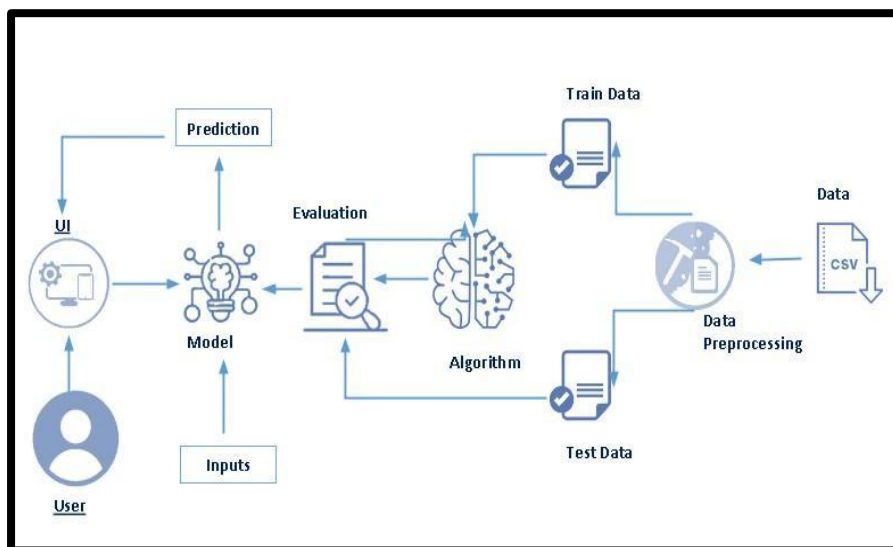 Train Data
Prediction
Data
Evaluation
UI
CSV
Model
Algorithm
Data
Preprocessing
Inputs
Test Data
User